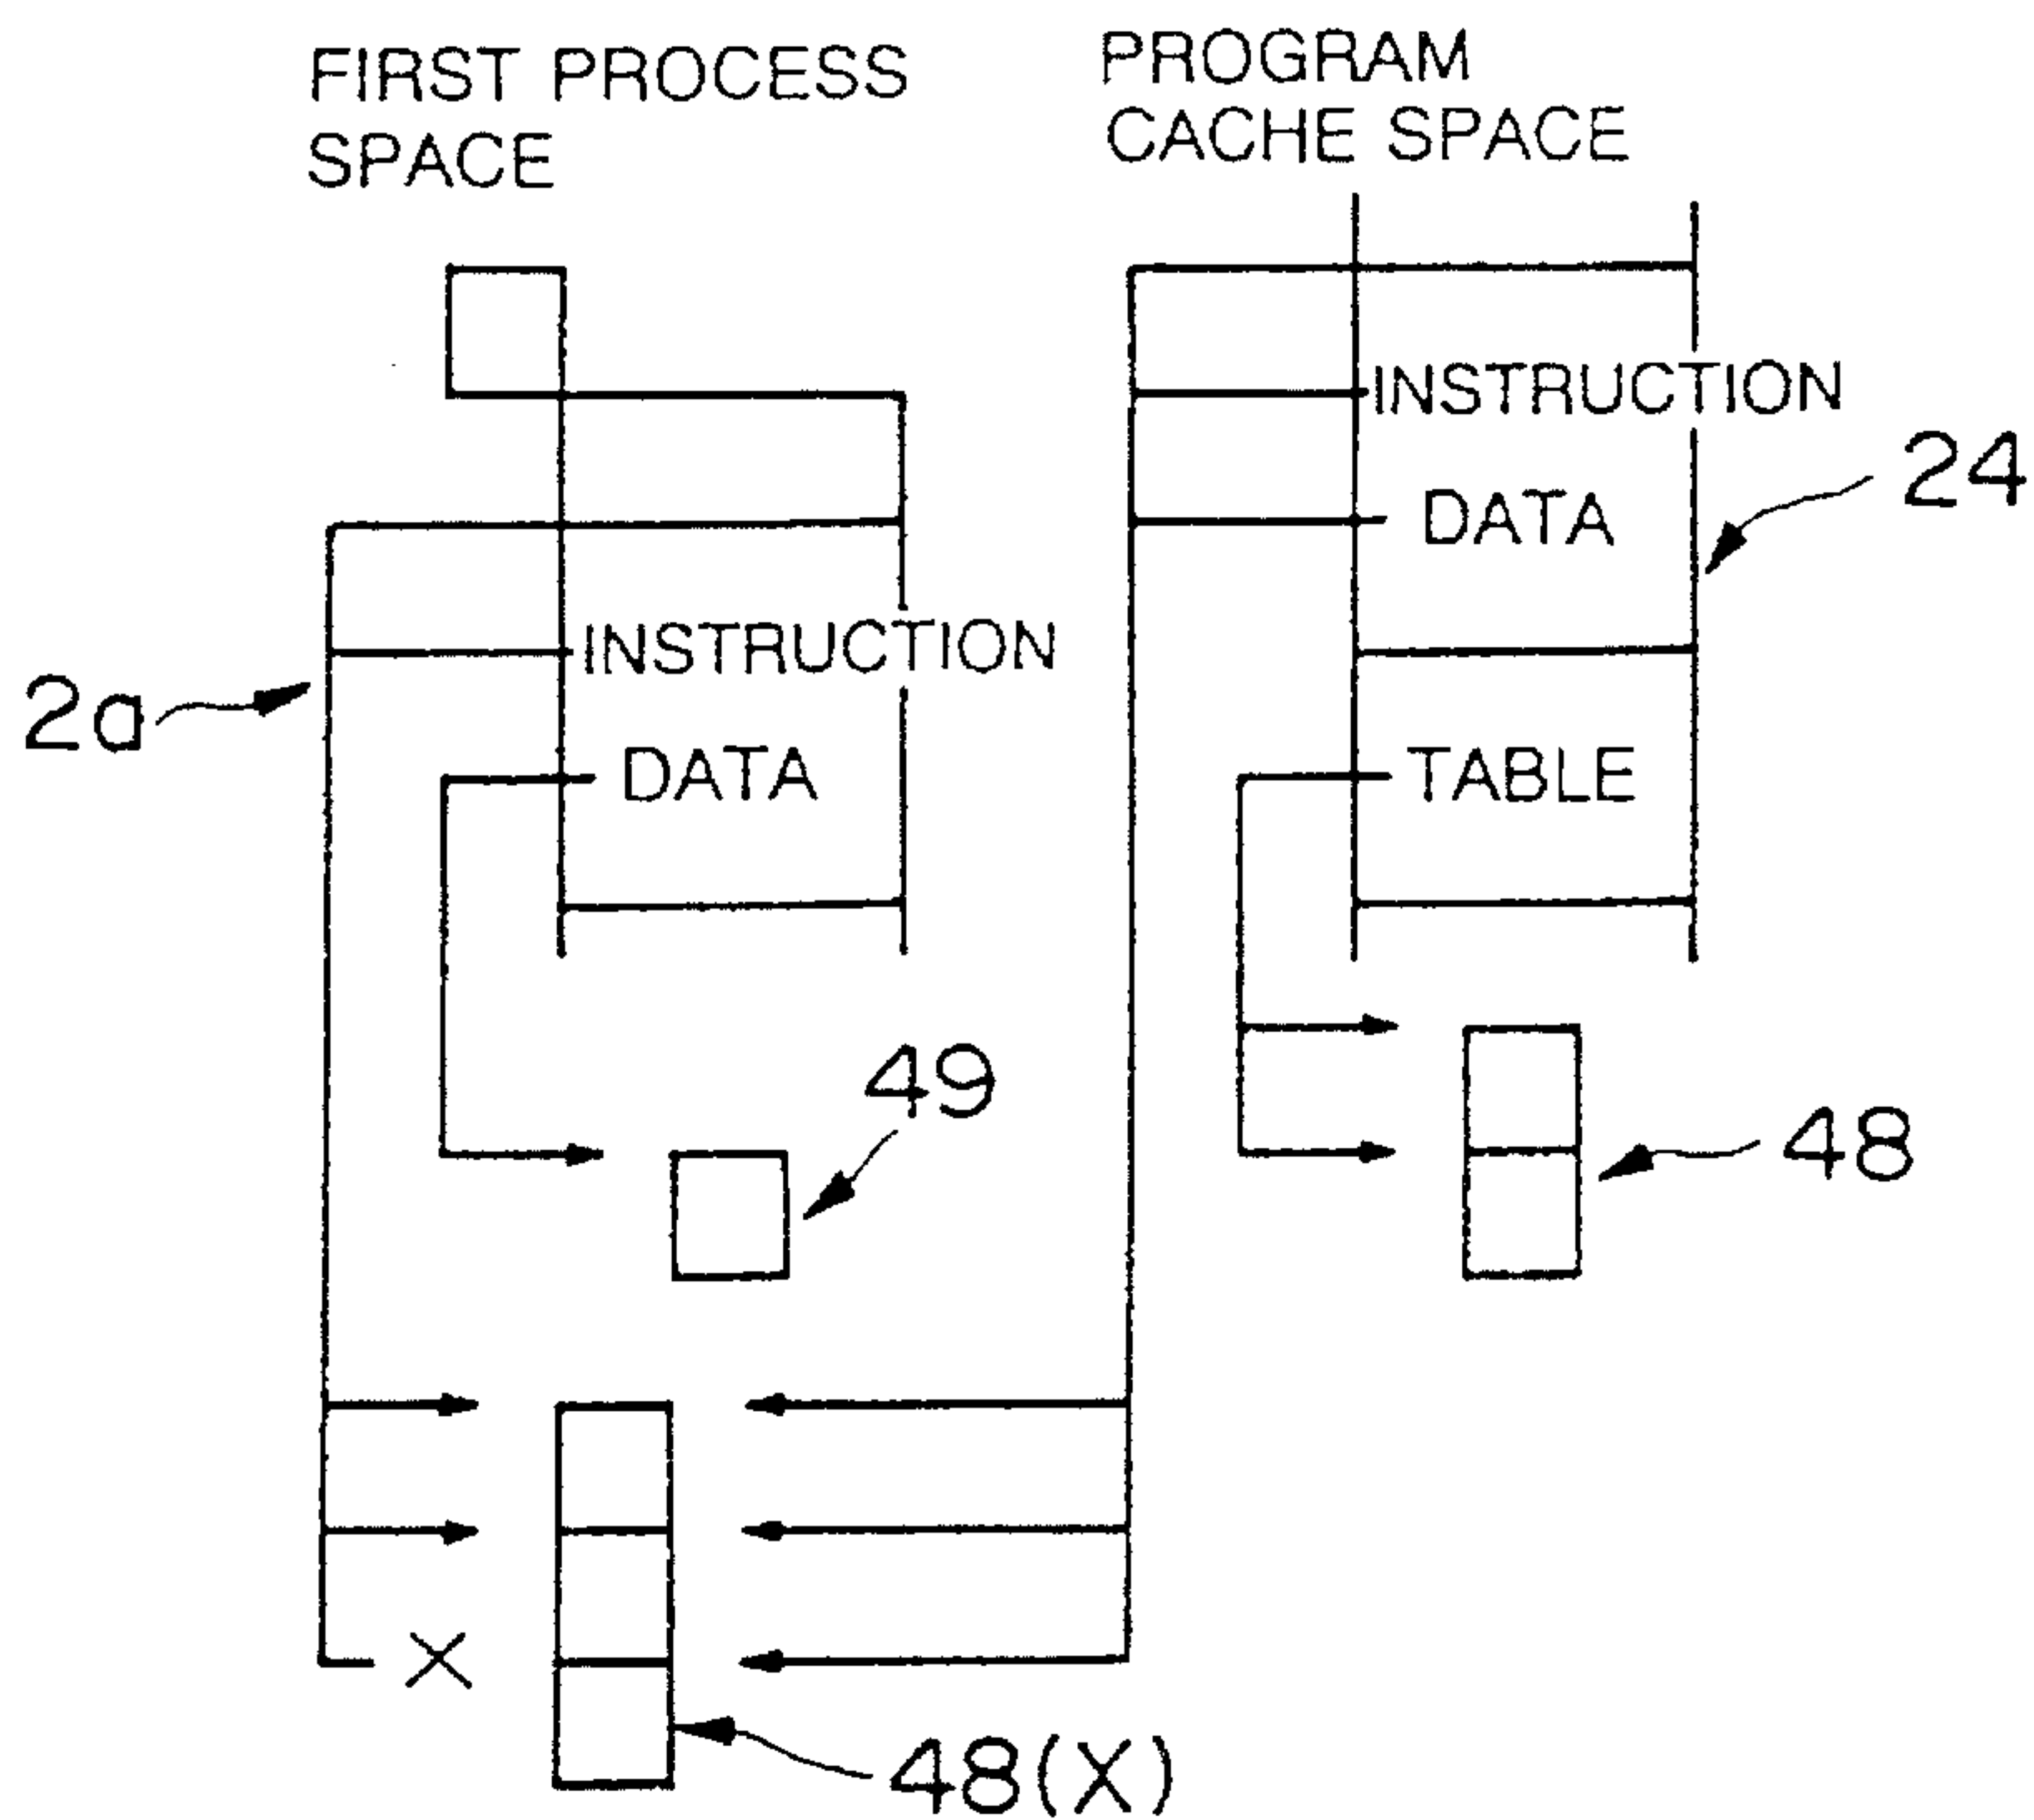 FIRST PROCESS
SPACE
PROGRAM
CACHE SPACE
INSTRUCTION
DATA
24
INSTRUCTION
2a
DATA
TABLE
49
48
X
48(X)